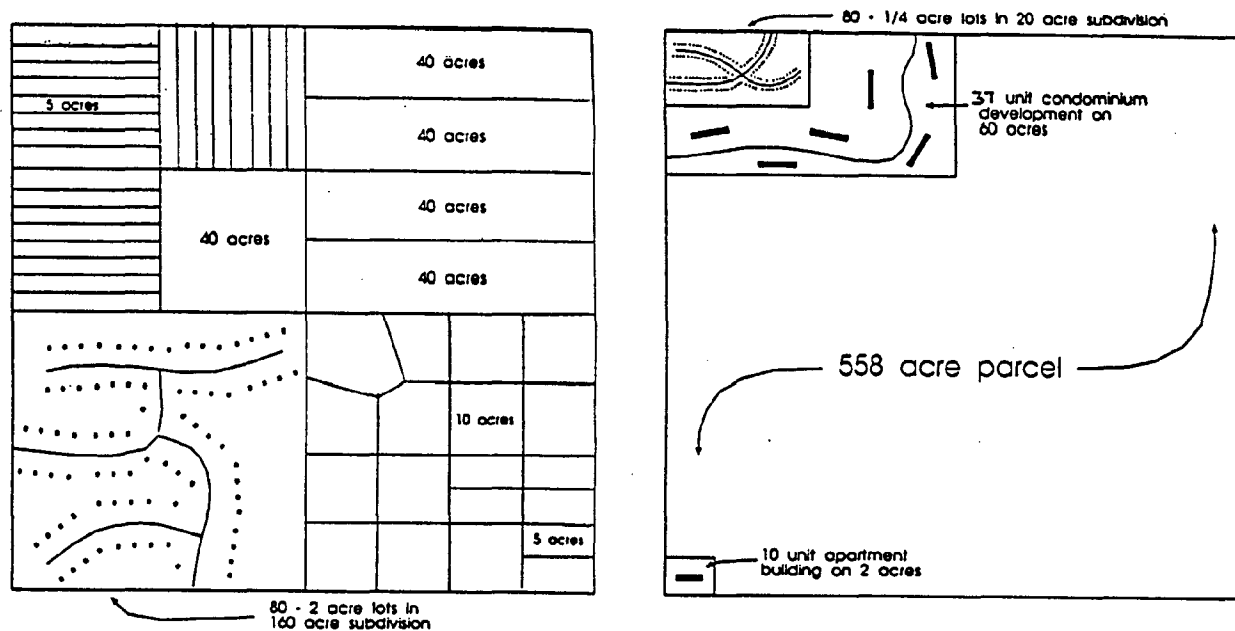 80 - 1/4 acre lots in 20 acre subdivision
40 acres
5 acres
37 unit condominium
development on
60 acres
40 acres
40 acres
40 acres
40 acres
558 acre parcel
10 acres
5 acres
10 unit apartment
building on 2 acres
80 - 2 acre lots in
160 acre subdivision